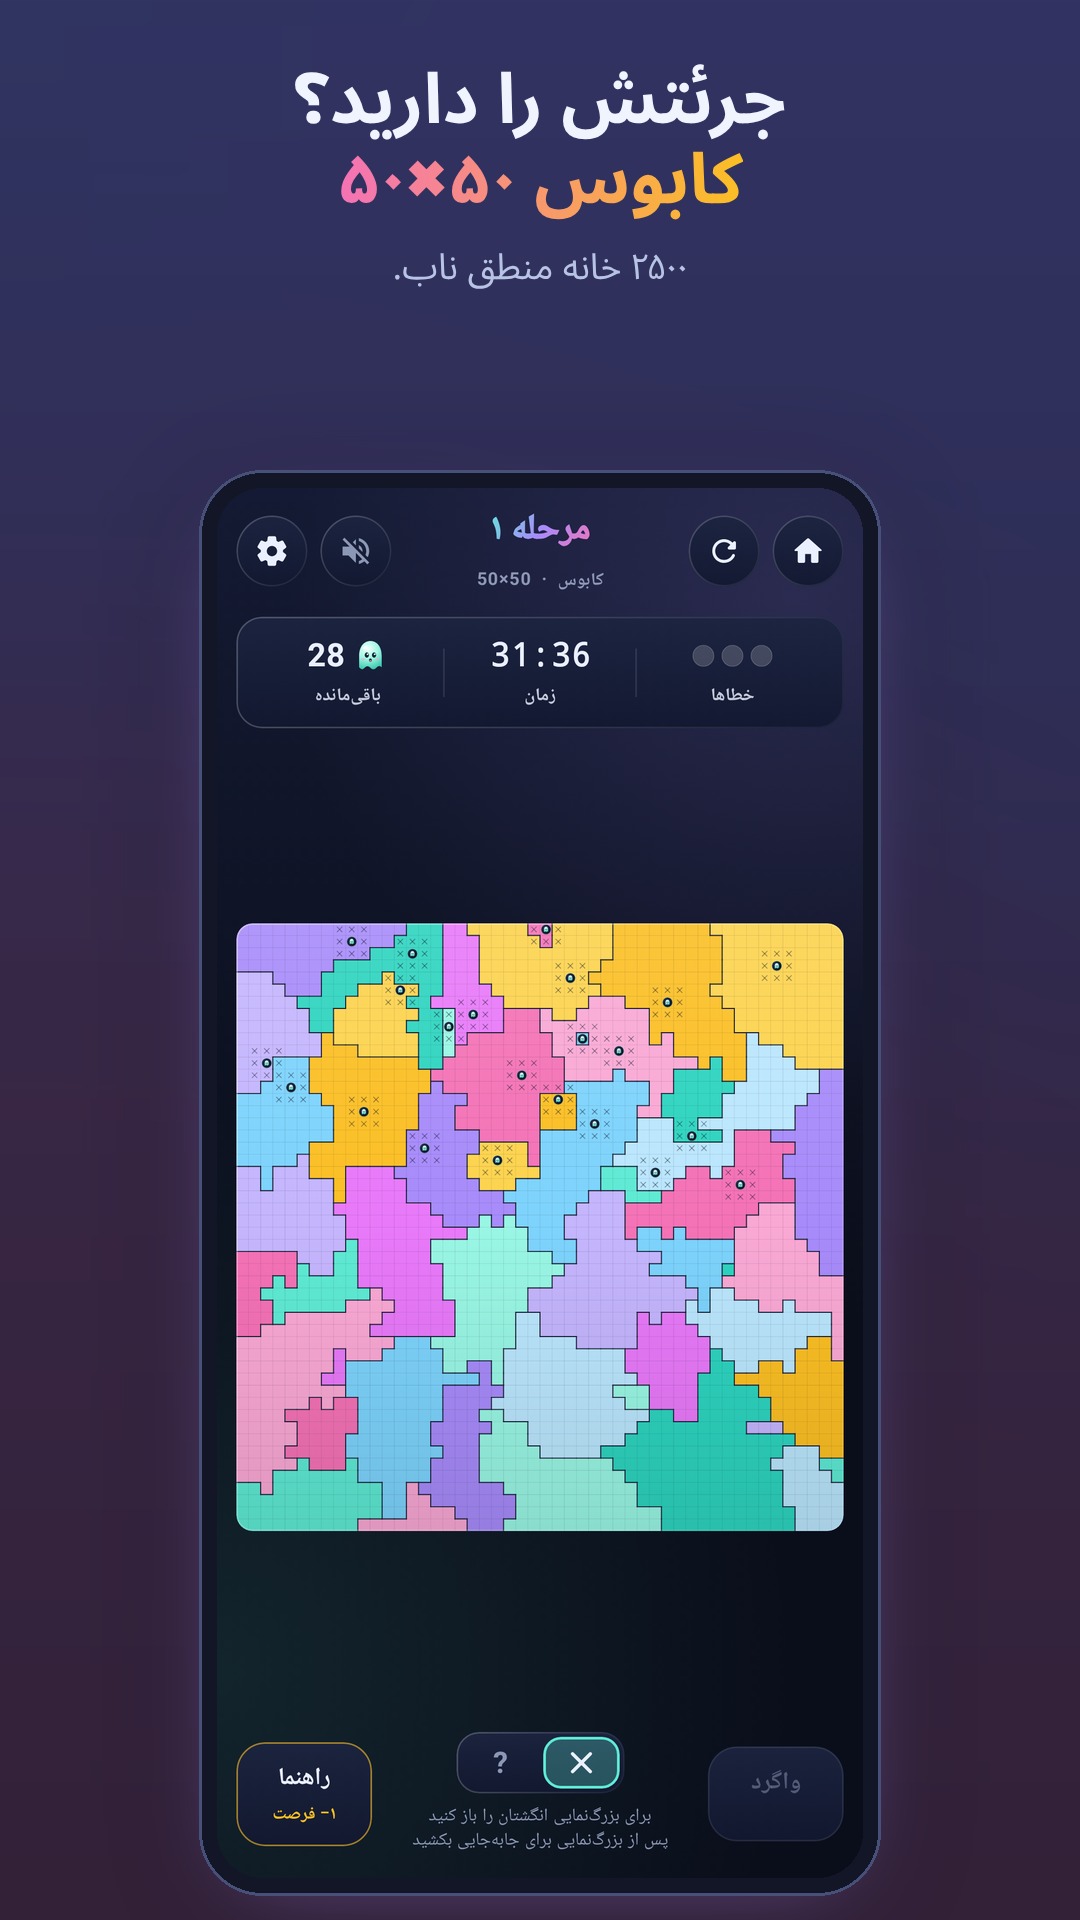 جرئتش را دارید؟
کابوس ۵۰×۵۰
۲۵۰۰ خانه منطق ناب.
مرحله ۱
کابوس · 50×50
28
31:36
خطاها
زمان
باقی‌مانده
واگرد
?
×
راهنما
−۱ فرصت
برای بزرگ‌نمایی انگشتان را باز کنید
پس از بزرگ‌نمایی برای جابه‌جایی بکشید